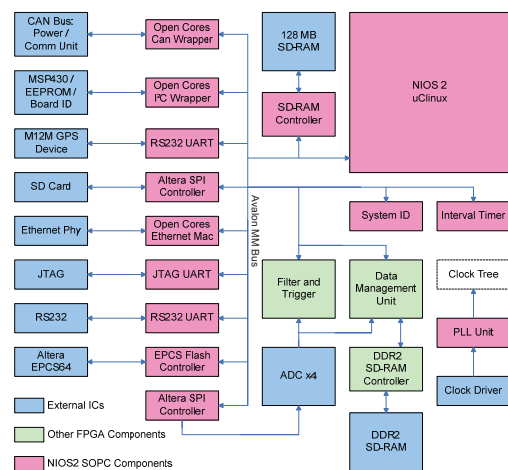 CAN Bus:
Power /
Comm Unit
Open Cores
Can Wrapper
128 MB
SD-RAM
NIOS 2
uClinux
MSP430 /
EEPROM /
Board ID
Open Cores
I²C Wrapper
SD-RAM
Controller
M12M GPS
Device
RS232 UART
SD Card
Altera SPI
Controller
Avalon MM Bus
System ID
Interval Timer
Ethernet Phy
Open Cores
Ethernet Mac
JTAG
JTAG UART
Filter and
Trigger
Data
Management
Unit
Clock Tree
RS232
RS232 UART
PLL Unit
Altera
EPCS64
EPCS Flash
Controller
ADC x4
DDR2
SD-RAM
Controller
Clock Driver
Altera SPI
Controller
DDR2
SD-RAM
External ICs
Other FPGA Components
NIOS2 SOPC Components